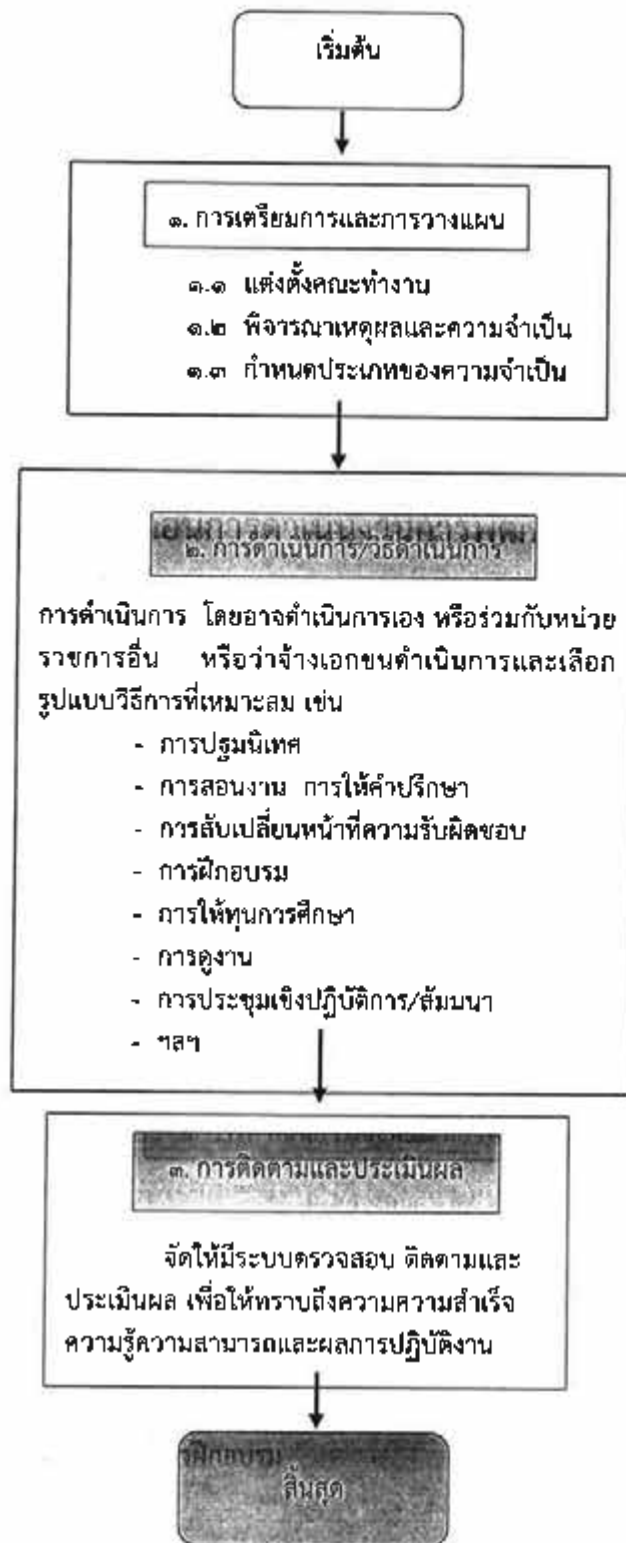 เริ่มต้น
๑. การเตรียมการและการวางแผน
๑.๑ แต่งตั้งคณะทำงาน
๑.๒ พิจารณาเหตุผลและความจำเป็น
๑.๓ กำหนดประเภทของความจำเป็น
๒. การดำเนินการ/วิธีดำเนินการ
การดำเนินการ โดยอาจดำเนินการเอง หรือร่วมกับหน่วย
ราชการอื่น หรือว่าจ้างเอกชนดำเนินการและเลือก
รูปแบบวิธีการที่เหมาะสม เช่น
- การปฐมนิเทศ
- การสอนงาน การให้คำปรึกษา
- การสับเปลี่ยนหน้าที่ความรับผิดชอบ
- การฝึกอบรม
- การให้ทุนการศึกษา
- การดูงาน
- การประชุมเชิงปฏิบัติการ/สัมมนา
- ฯลฯ
๓. การติดตามและประเมินผล
จัดให้มีระบบตรวจสอบ ติดตามและ
ประเมินผล เพื่อให้ทราบถึงความความสำเร็จ
ความรู้ความสามารถและผลการปฏิบัติงาน
สิ้นสุด